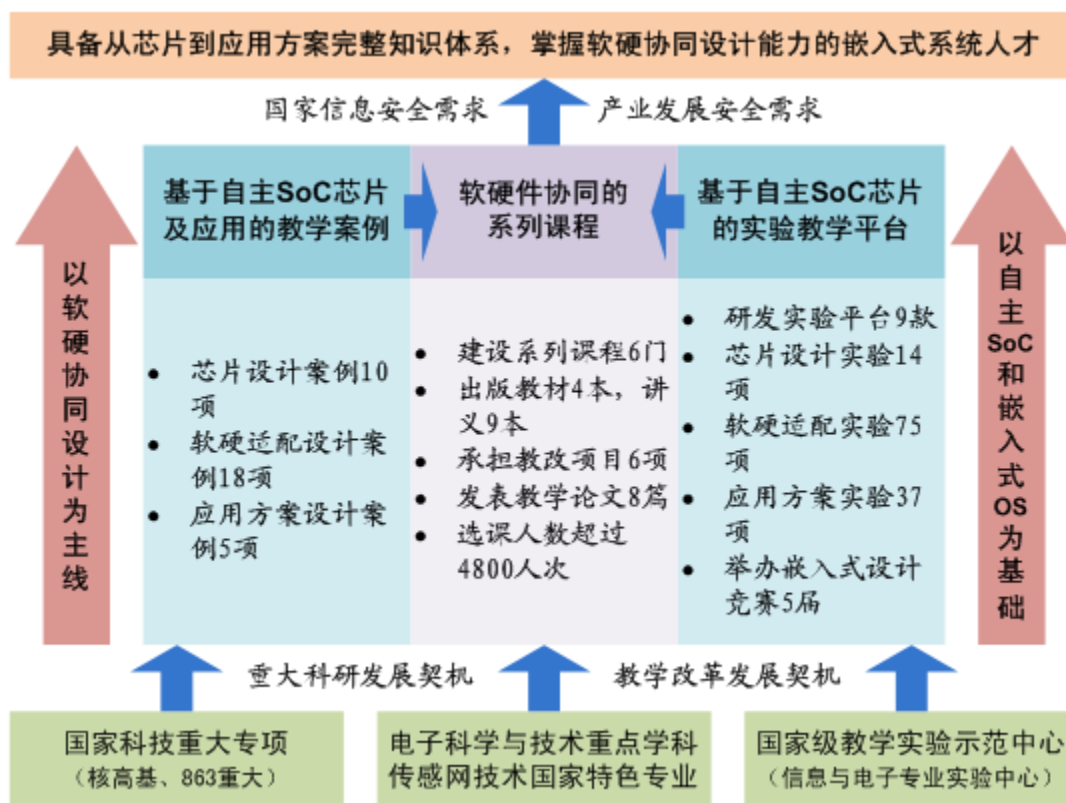 具备从芯片到应用方案完整知识体系，掌握软硬协同设计能力的嵌入式系统人才
国家信息安全需求
产业发展安全需求
以软硬协同设计为主线
基于自主SoC芯片
及应用的教学案例
软硬件协同的
系列课程
基于自主SoC芯片
的实验教学平台
● 芯片设计案例10
项
● 软硬适配设计案
例18项
● 应用方案设计案
例5项
● 建设系列课程6门
● 出版教材4本，讲
义9本
● 承担教改项目6项
● 发表教学论文8篇
● 选课人数超过
4800人次
● 研发实验平台9款
● 芯片设计实验14
项
● 软硬适配实验75
项
● 应用方案实验37
项
● 举办嵌入式设计
竞赛5届
以自主SoC和嵌入式OS为基础
重大科研发展契机
教学改革发展契机
国家科技重大专项
（核高基、863重大）
电子科学与技术重点学科
传感网技术国家特色专业
国家级教学实验示范中心
（信息与电子专业实验中心）